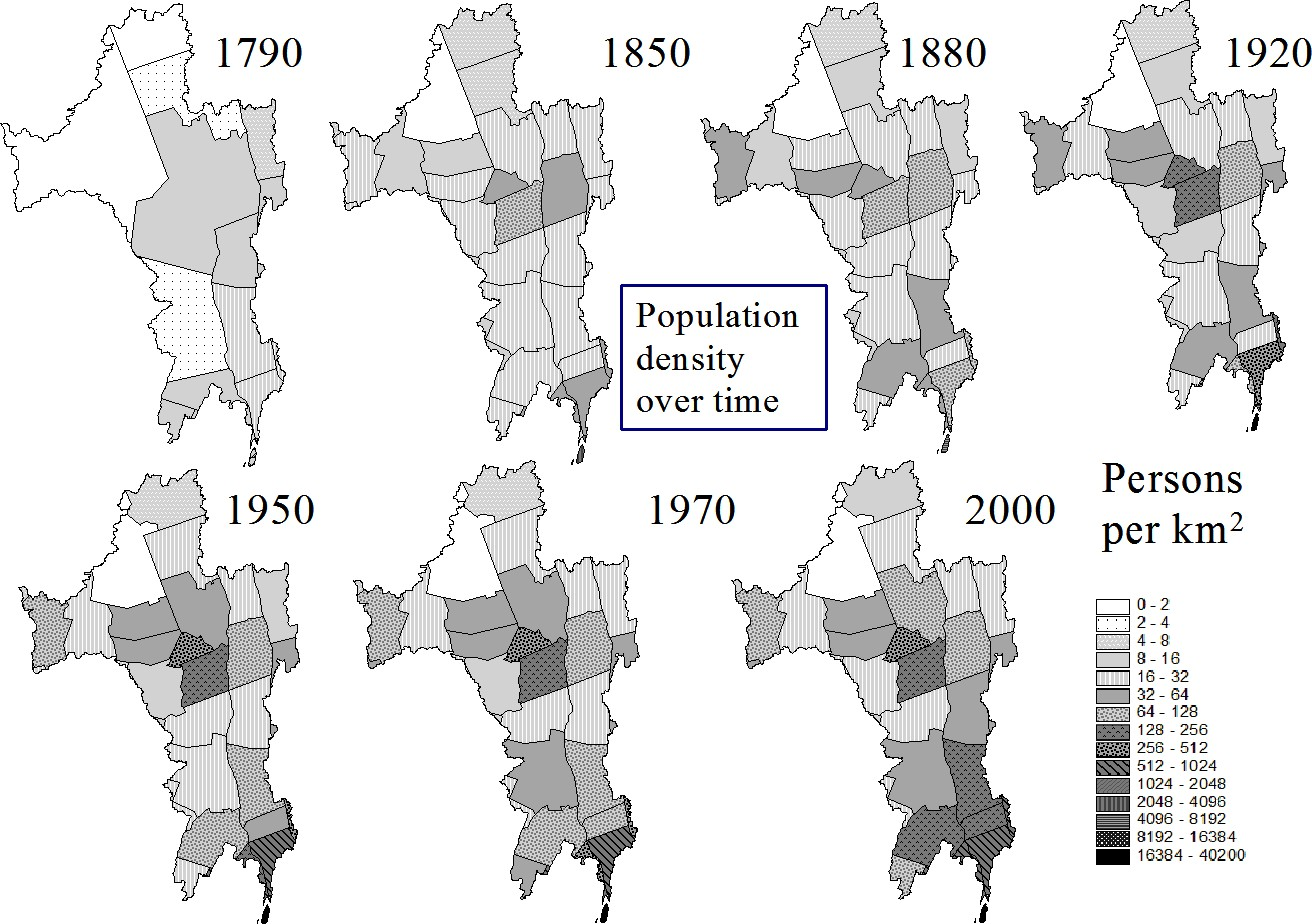 1790
1850
1880
1920
Population
density
over time
1950
1970
2000
Persons
per km²
0 - 2
2 - 4
4 - 8
8 - 16
16 - 32
32 - 64
64 - 128
128 - 256
256 - 512
512 - 1024
1024 - 2048
2048 - 4096
4096 - 8192
8192 - 16384
16384 - 40200